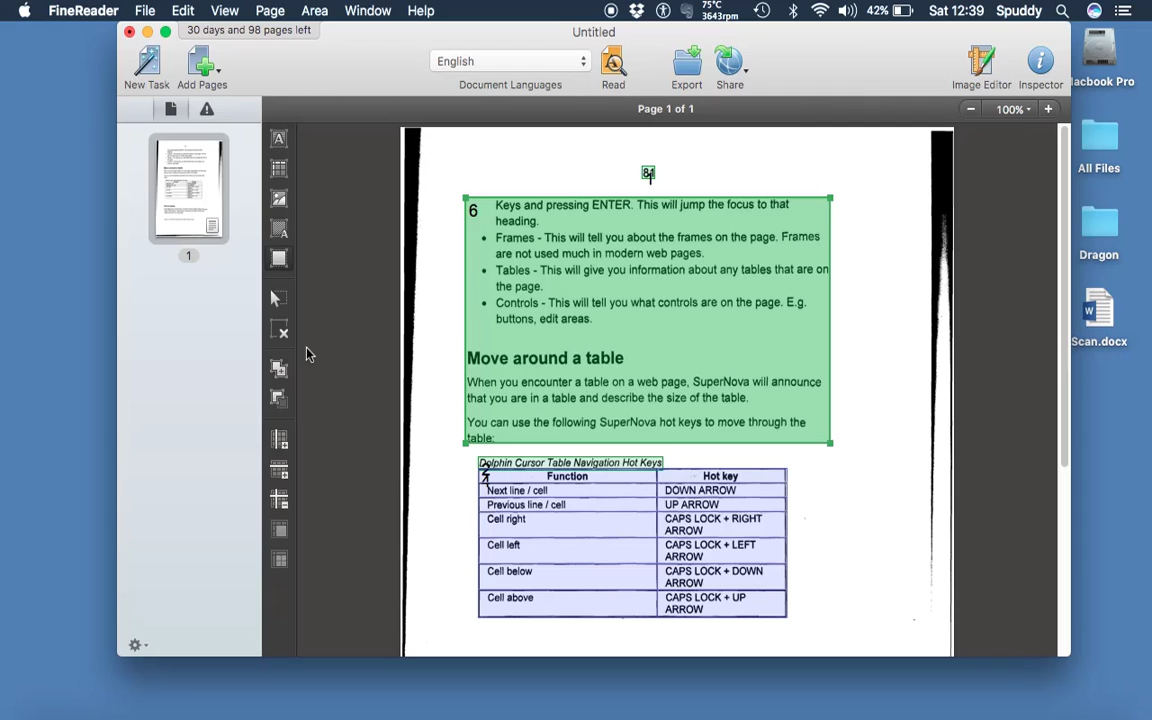 FineReader File Edit View Page Area Window Help 75°C 3643rpm 42% Sat 12:39 Spuddy
30 days and 98 pages left
Untitled
English
New Task Add Pages Document Languages Read Export Share Image Editor Inspector
Page 1 of 1
100%
1
6
Keys and pressing ENTER. This will jump the focus to that
heading.
• Frames - This will tell you about the frames on the page. Frames
are not used much in modern web pages.
• Tables - This will give you information about any tables that are on
the page.
• Controls - This will tell you what controls are on the page. E.g.
buttons, edit areas.
Move around a table
When you encounter a table on a web page, SuperNova will announce
that you are in a table and describe the size of the table.
You can use the following SuperNova hot keys to move through the
table:
Dolphin Cursor Table Navigation Hot Keys
Function Hot key
Next line / cell DOWN ARROW
Previous line / cell UP ARROW
Cell right CAPS LOCK + RIGHT
ARROW
Cell left CAPS LOCK + LEFT
ARROW
Cell below CAPS LOCK + DOWN
ARROW
Cell above CAPS LOCK + UP
ARROW
acbook Pro
All Files
Dragon
Scan.docx